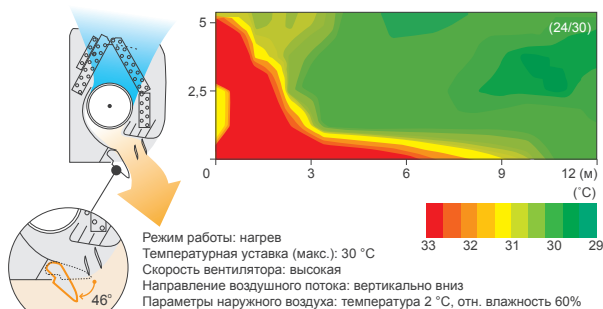 5
(24/30)
2,5
0 3 6 9 12 (м)
(˚C)
33 32 31 30 29
Режим работы: нагрев
Температурная уставка (макс.): 30 °C
Скорость вентилятора: высокая
Направление воздушного потока: вертикально вниз
Параметры наружного воздуха: температура 2 °C, отн. влажность 60%
46°